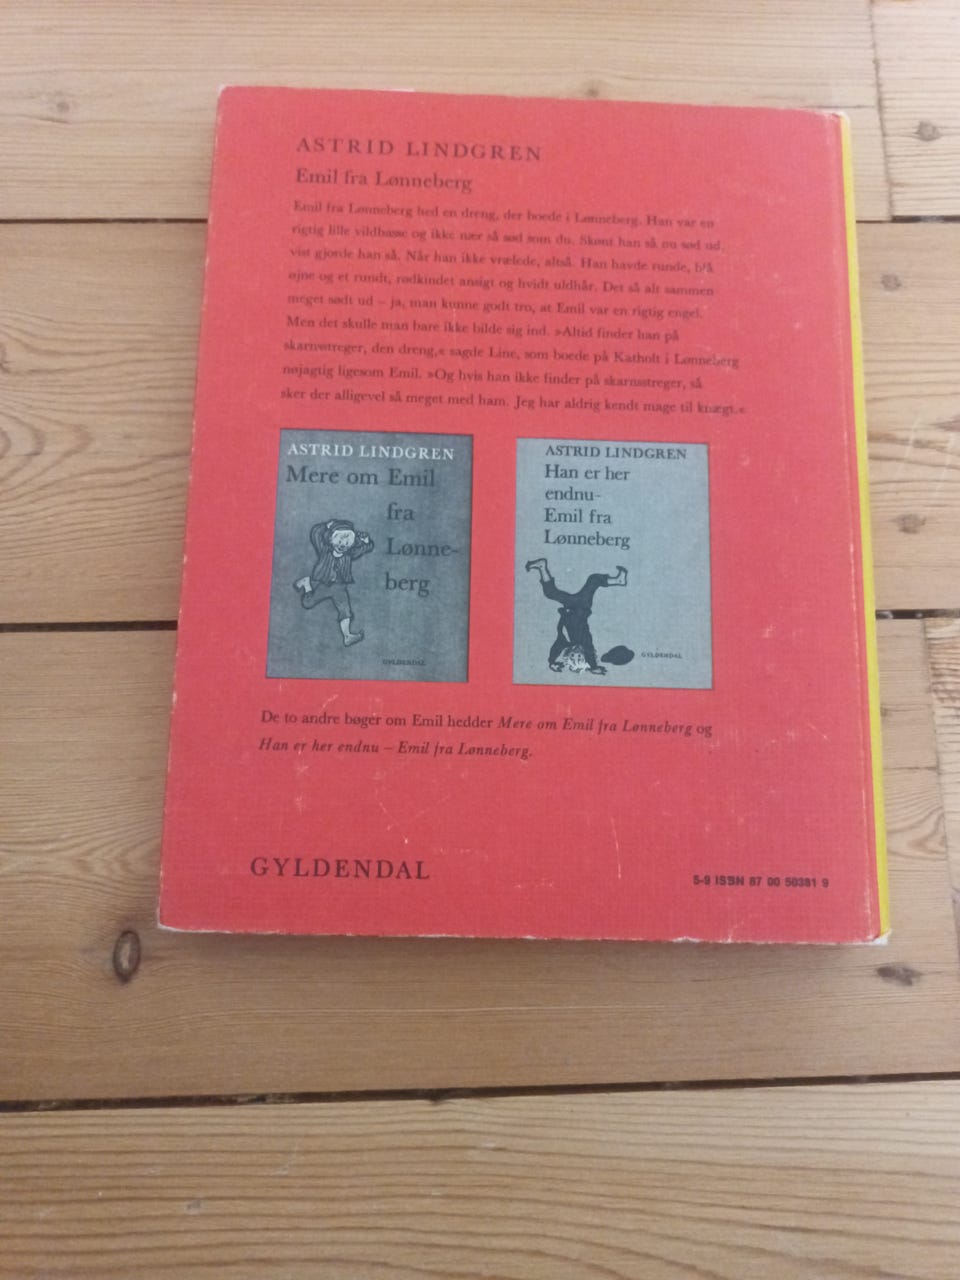 ASTRID LINDGREN
Emil fra Lønneberg
Emil fra Lønneberg hed en dreng, der boede i Lønneberg. Han var en
rigtig lille vildbasse og ikke nær så sød som du. Skønt han så nu sød ud,
vist gjorde han så. Når han ikke vrælede, altså. Han havde runde, blå
øjne og et rundt, rødkindet ansigt og hvidt uldhår. Det så alt sammen
meget sødt ud – ja, man kunne godt tro, at Emil var en rigtig engel.
Men det skulle man bare ikke bilde sig ind. »Altid finder han på
skarnsstreger, den dreng,« sagde Line, som boede på Katholt i Lønneberg
nøjagtig ligesom Emil. »Og hvis han ikke finder på skarnsstreger, så
sker der alligevel så meget med ham. Jeg har aldrig kendt mage til knægt.«
ASTRID LINDGREN
Mere om Emil
fra
Lønne-
berg
GYLDENDAL
ASTRID LINDGREN
Han er her
endnu-
Emil fra
Lønneberg
GYLDENDAL
De to andre bøger om Emil hedder Mere om Emil fra Lønneberg og
Han er her endnu – Emil fra Lønneberg.
GYLDENDAL
5-9 ISBN 87 00 50381 9